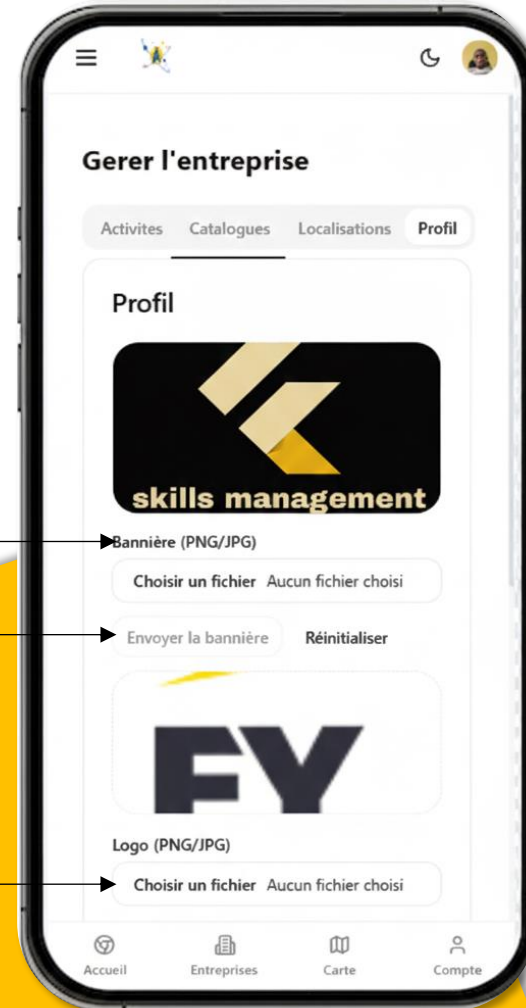 Gerer l'entreprise
Activites Catalogues Localisations Profil
Profil
skills management
Bannière (PNG/JPG)
Choisir un fichier Aucun fichier choisi
Envoyer la bannière Réinitialiser
EY
Logo (PNG/JPG)
Choisir un fichier Aucun fichier choisi
Accueil Entreprises Carte Compte